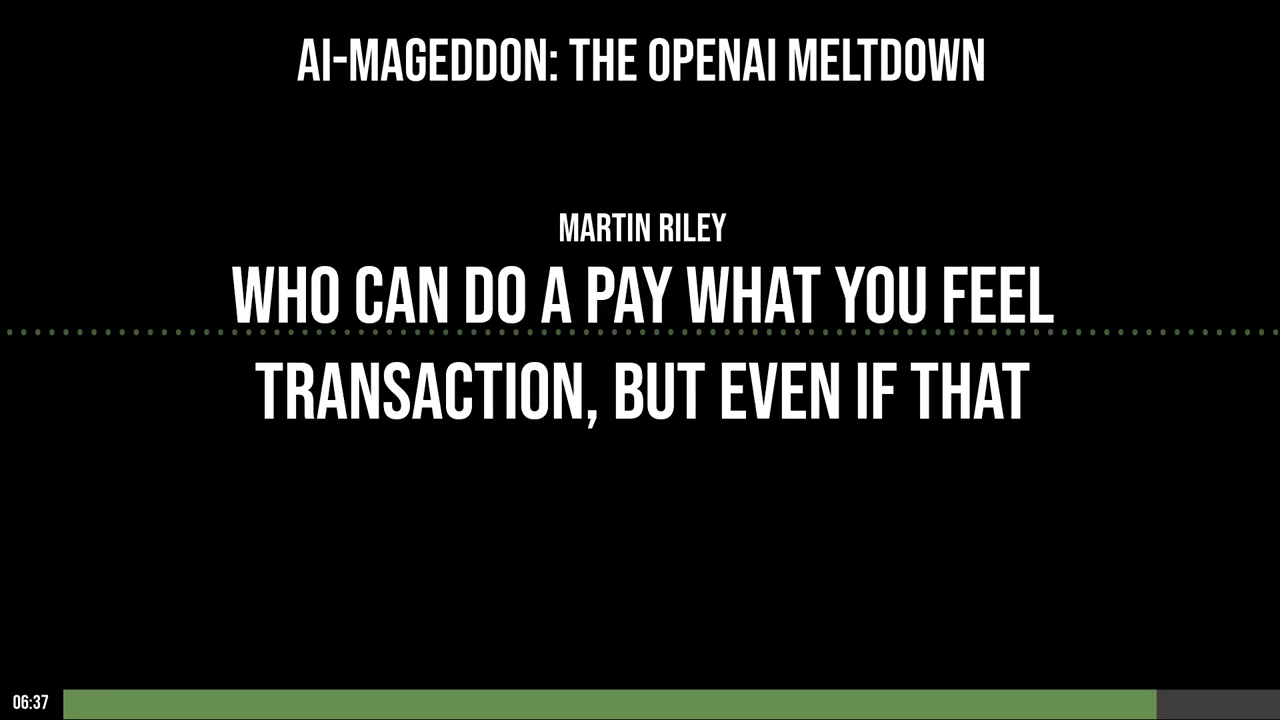 AI-MAGEDDON: THE OPENAI MELTDOWN
MARTIN RILEY
WHO CAN DO A PAY WHAT YOU FEEL
TRANSACTION, BUT EVEN IF THAT
06:37